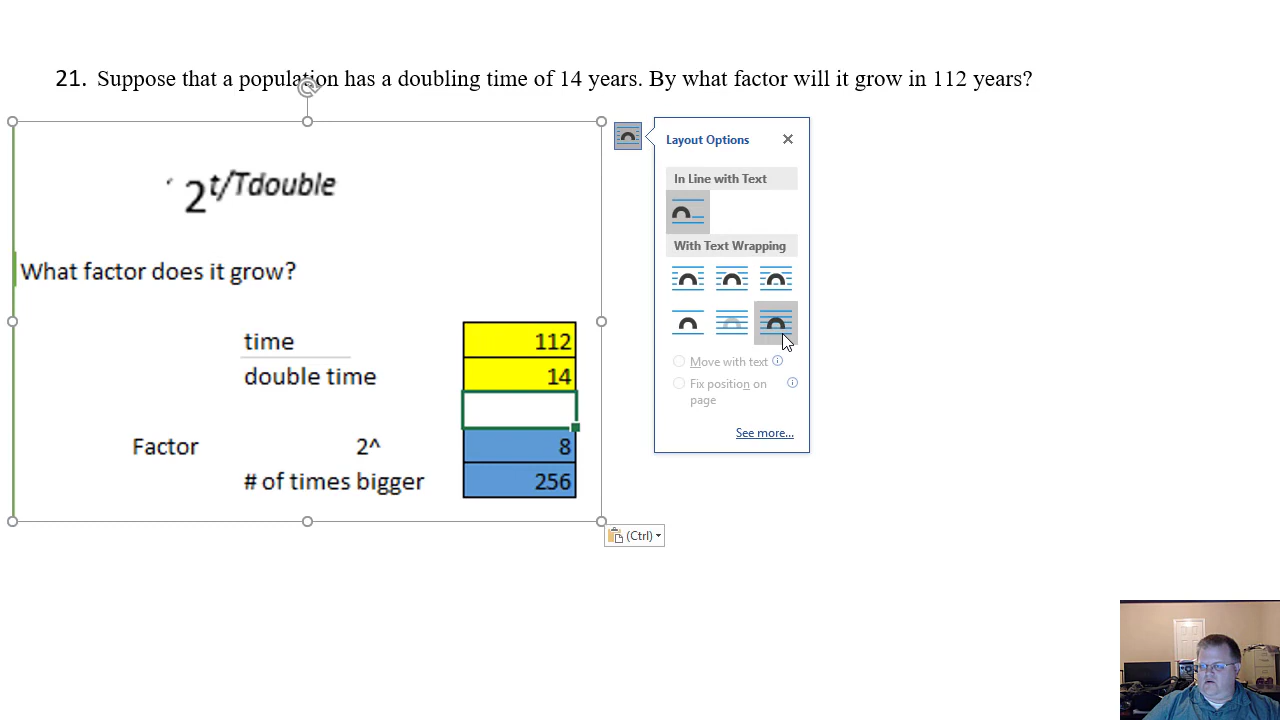 21. Suppose that a population has a doubling time of 14 years. By what factor will it grow in 112 years?
2^t/Tdouble
What factor does it grow?
time 112
double time 14
Factor 2^ 8
# of times bigger 256
Layout Options
In Line with Text
With Text Wrapping
Move with text
Fix position on
page
See more...
(Ctrl)